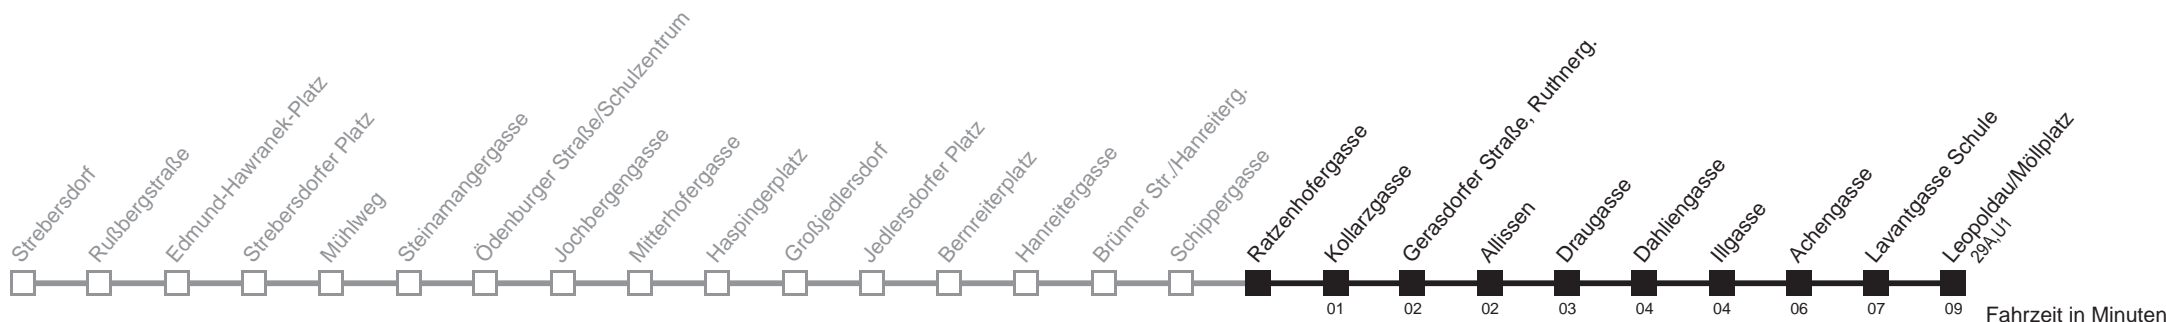 Strebersdorf
Rußbergstraße
Edmund-Hawranek-Platz
Strebersdorfer Platz
Mühlweg
Steinamangergasse
Ödenburger Straße/Schulzentrum
Jochbergengasse
Mitterhofergasse
Haspingerplatz
Großjedlersdorf
Jedlersdorfer Platz
Bernreiterplatz
Hanreitergasse
Brünner Str./Hanreiterg.
Schippergasse
Ratzenhofergasse
Kollarzgasse
Gerasdorfer Straße, Ruthnerg.
Allissen
Draugasse
Dahliengasse
Illgasse
Achengasse
Lavantgasse Schule
Leopoldau/Möllplatz
29A,U1
01 02 02 03 04 04 06 07 09
Fahrzeit in Minuten